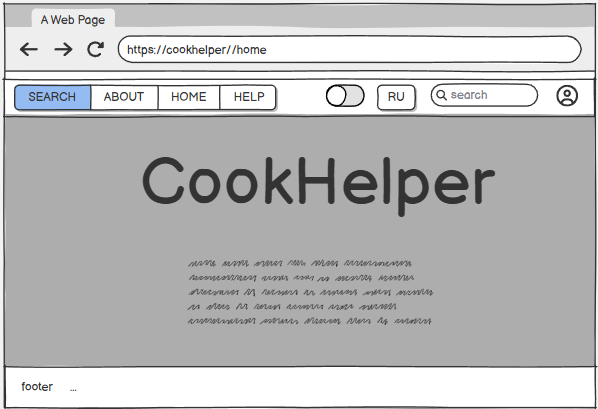 A Web Page
https://cookhelper//home
SEARCH ABOUT HOME HELP RU search
CookHelper
footer ...